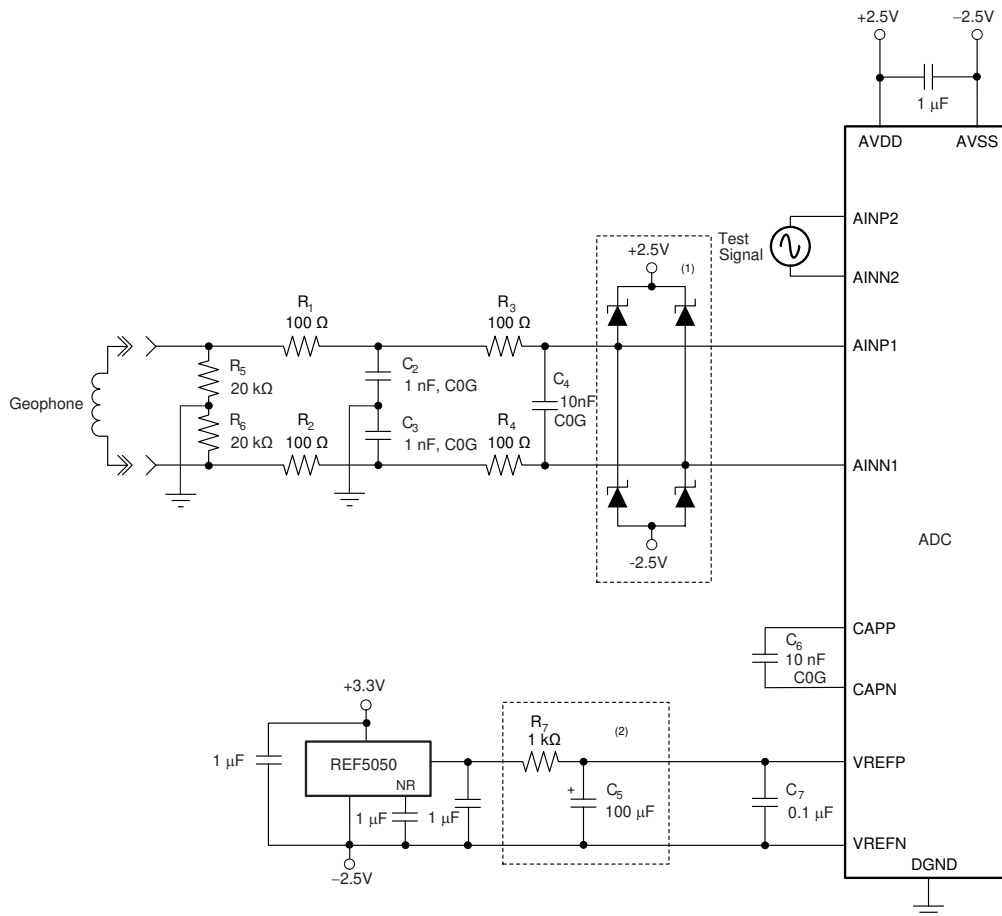 +2.5V
−2.5V
1 μF
AVDD
AVSS
AINP2
Test
Signal
AINN2
+2.5V
(1)
R1
100 Ω
R3
100 Ω
AINP1
R5
20 kΩ
C2
1 nF, C0G
C4
10nF
C0G
Geophone
R6
20 kΩ
R2
100 Ω
C3
1 nF, C0G
R4
100 Ω
AINN1
-2.5V
ADC
CAPP
C6
10 nF
C0G
CAPN
+3.3V
R7
1 kΩ
(2)
1 μF
REF5050
NR
VREFP
1 μF
1 μF
+
C5
100 μF
C7
0.1 μF
VREFN
−2.5V
DGND